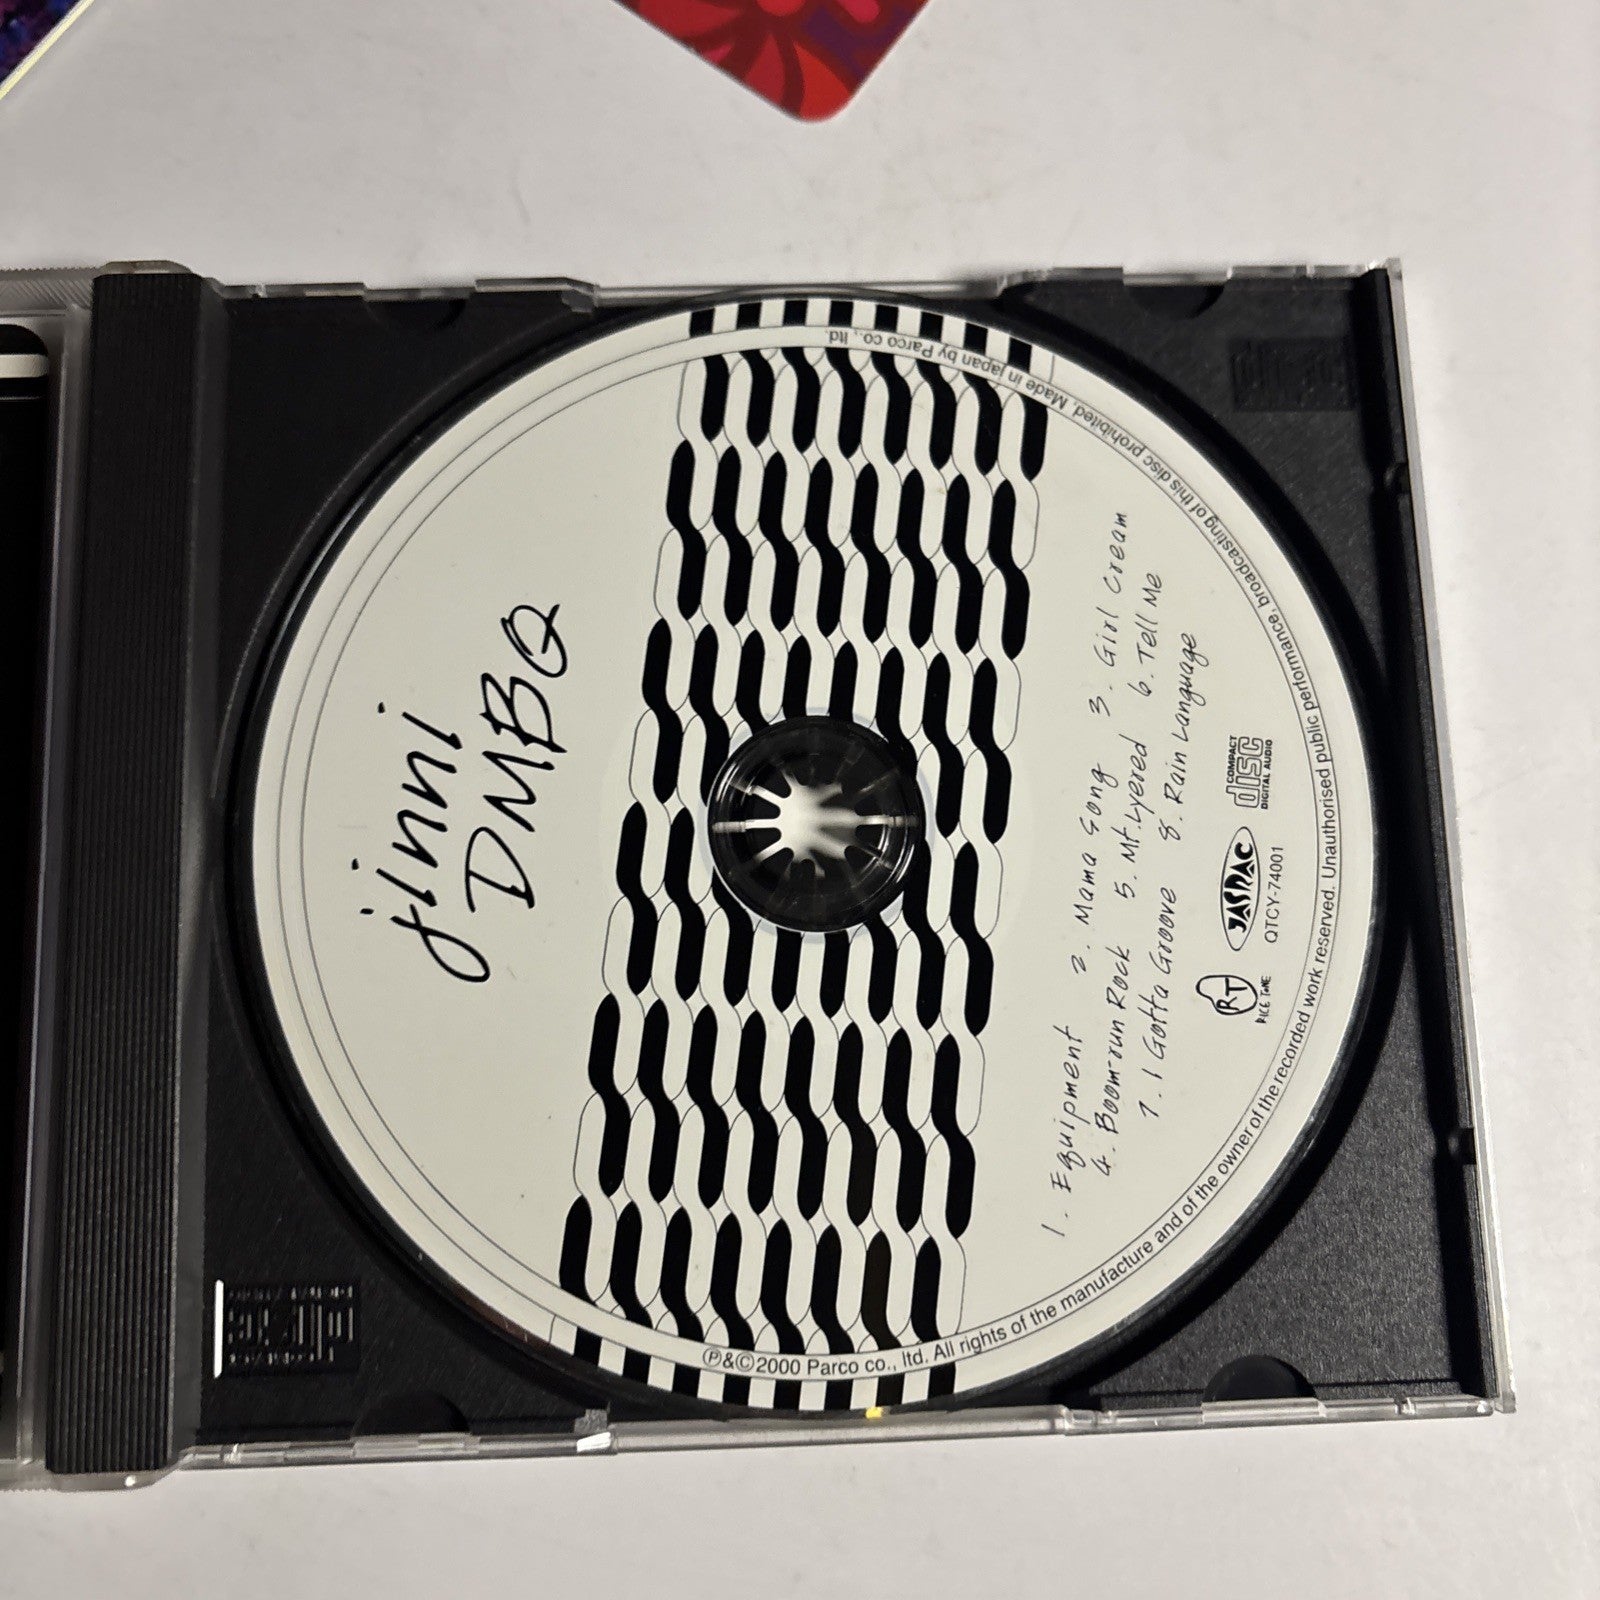 jinni
DMBQ
1. Equipment 2. Mama Song 3. Girl Cream
4. Boom-run Rock 5. Mt. Lyered 6. Tell Me
7. I Gotta Groove 8. Rain Language
RT
RICE TONE
JASRAC
COMPACT
disc
DIGITAL AUDIO
QTCY-74001
Ⓟ&Ⓒ2000 Parco co., ltd. All rights of the manufacture and of the owner of the recorded work reserved. Unauthorised public performance, broadcasting of this disc prohibited. Made in japan by Parco co., ltd.